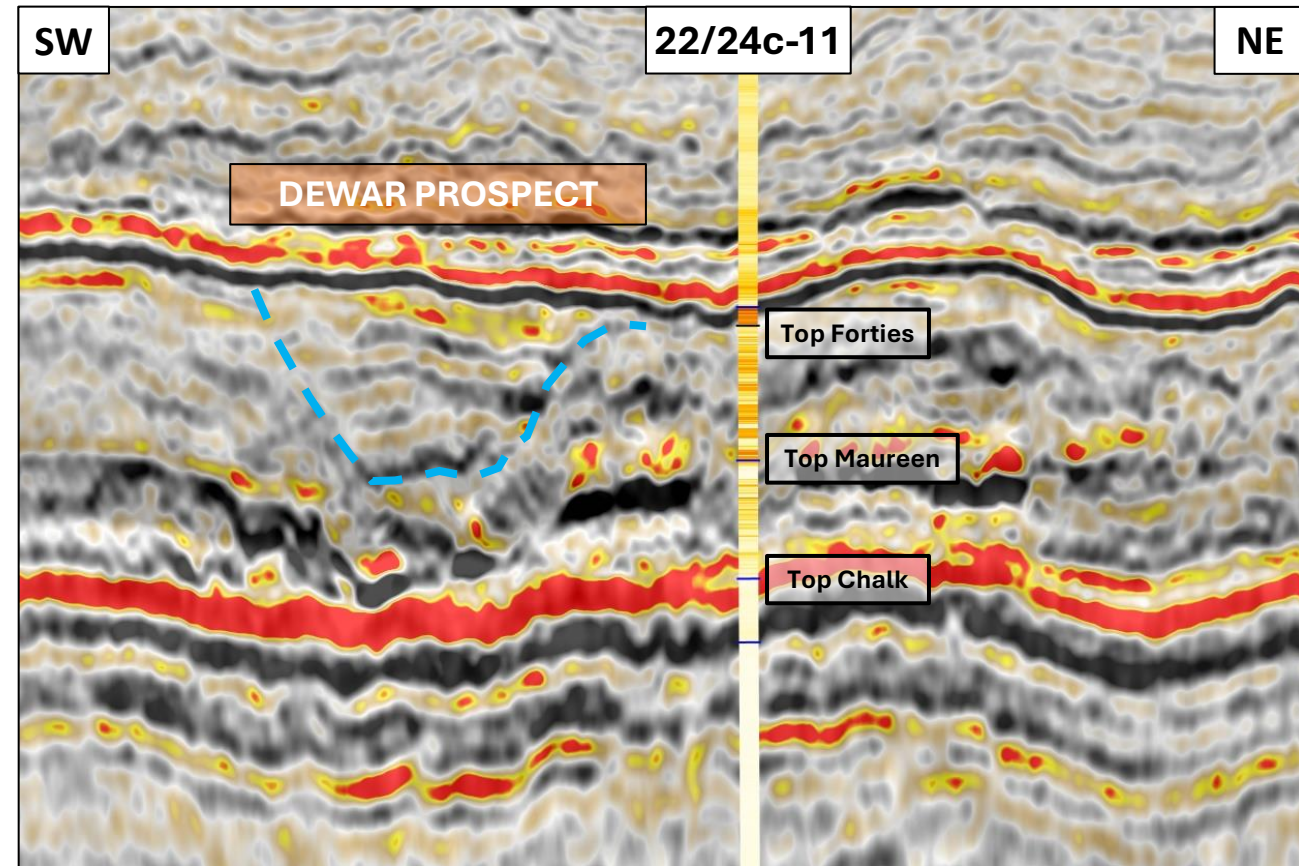 SW
22/24c-11
NE
DEWAR PROSPECT
Top Forties
Top Maureen
Top Chalk